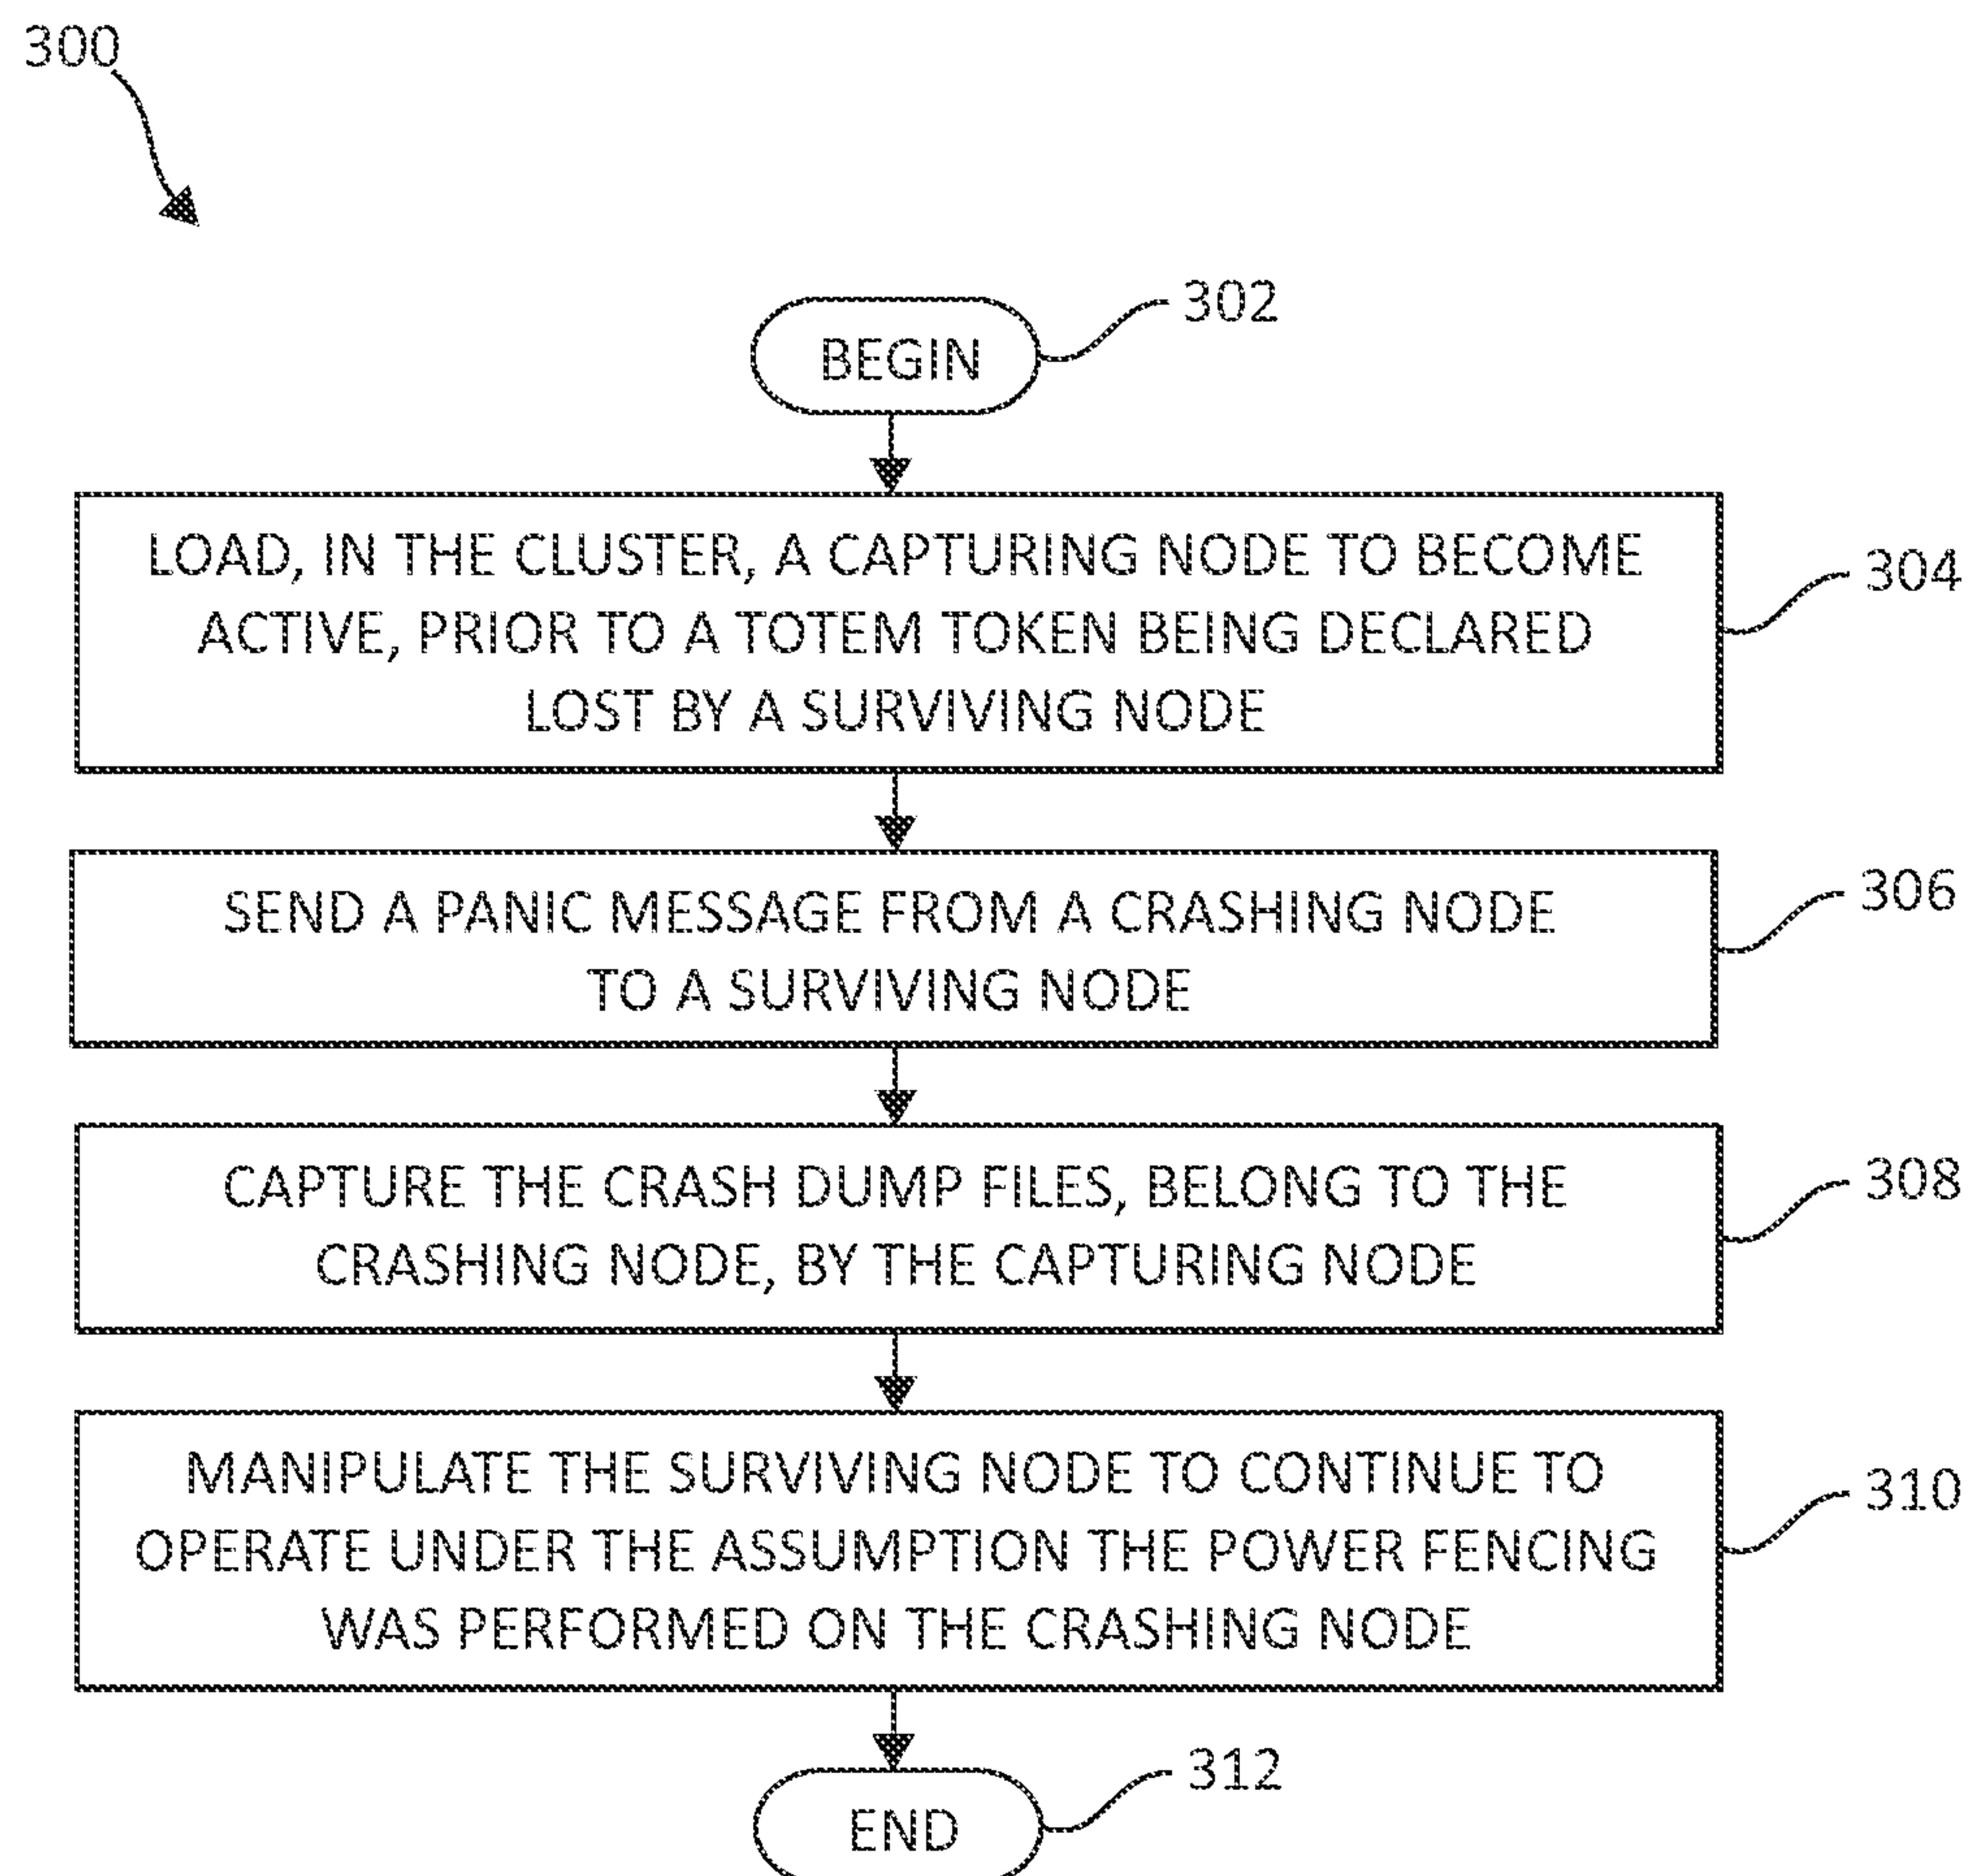 300
302
BEGIN
LOAD, IN THE CLUSTER, A CAPTURING NODE TO BECOME
ACTIVE, PRIOR TO A TOTEM TOKEN BEING DECLARED
LOST BY A SURVIVING NODE
304
SEND A PANIC MESSAGE FROM A CRASHING NODE
TO A SURVIVING NODE
306
CAPTURE THE CRASH DUMP FILES, BELONG TO THE
CRASHING NODE, BY THE CAPTURING NODE
308
MANIPULATE THE SURVIVING NODE TO CONTINUE TO
OPERATE UNDER THE ASSUMPTION THE POWER FENCING
WAS PERFORMED ON THE CRASHING NODE
310
312
END